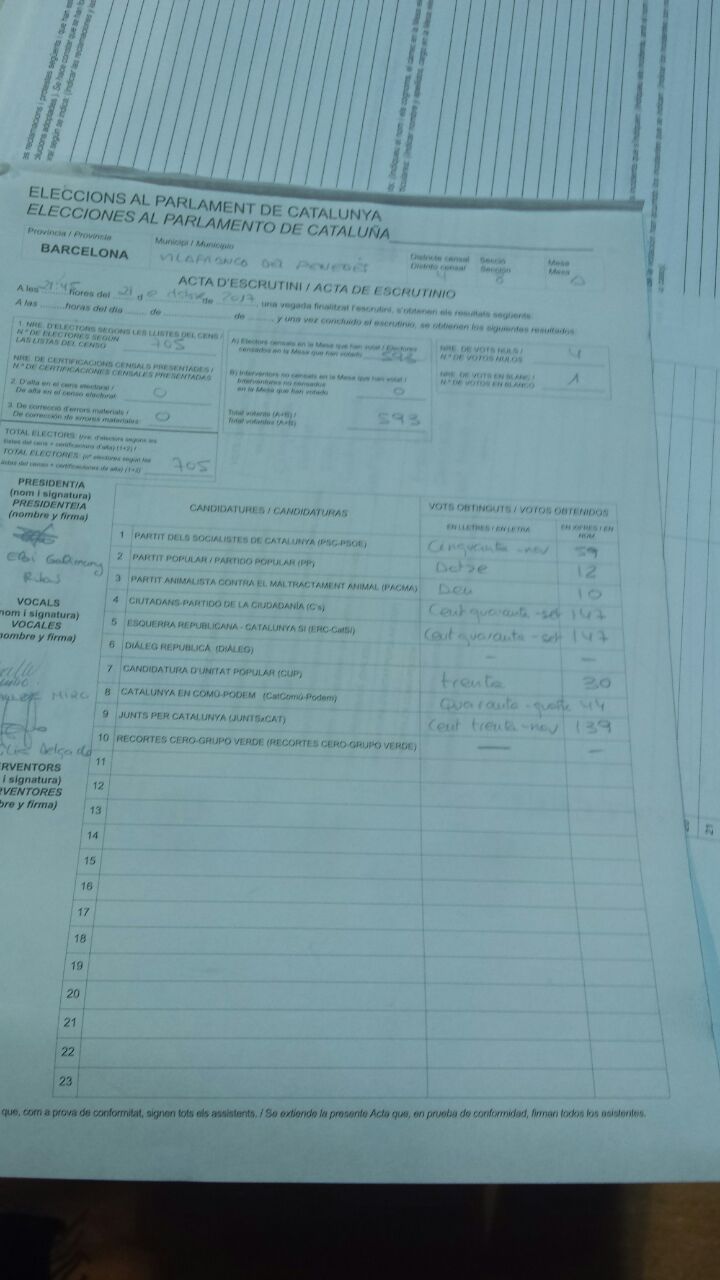 ELECCIONS AL PARLAMENT DE CATALUNYA
ELECCIONES AL PARLAMENTO DE CATALUÑA
Provincia / Provincia
BARCELONA
Municipi / Municipio
VILAFRANCA DEL PENEDÈS
Districte censal
Distrito censal
4
Secció
Sección
8
Mesa
Mesa
ACTA D'ESCRUTINI / ACTA DE ESCRUTINIO
A les 21:45 hores del 21 d de 2017, una vegada finalitzat l'escrutini, s'obtenen els resultats següents:
A las horas del día de de y una vez concluido el escrutinio, se obtienen los siguientes resultados:
1. NRE. D'ELECTORS SEGONS LES LLISTES DEL CENS /
N.º DE ELECTORES SEGÚN
LAS LISTAS DEL CENSO
705
NRE. DE CERTIFICACIONS CENSALS PRESENTADES /
N.º DE CERTIFICACIONES CENSALES PRESENTADAS
2. D'alta en el cens electoral /
De alta en el censo electoral:
0
3. De correcció d'errors materials /
De corrección de errores materiales:
0
TOTAL ELECTORS: (nre. d'electors segons les
llistes del cens + certificacions d'alta) (1+2) /
TOTAL ELECTORES: (nº electores según las
listas del censo + certificaciones de alta) (1+2)
705
A) Electors censats en la Mesa que han votat / Electores
censados en la Mesa que han votado
593
B) Interventors no censats en la Mesa que han votat /
Interventores no censados
en la Mesa que han votado
0
Total votants (A+B) /
Total votantes (A+B)
593
NRE. DE VOTS NULS /
N.º DE VOTOS NULOS
4
NRE. DE VOTS EN BLANC /
N.º DE VOTOS EN BLANCO
1
PRESIDENT/A
(nom i signatura)
PRESIDENTE/A
(nombre y firma)
Ribas
VOCALS
nom i signatura)
VOCALES
nombre y firma)
Delgado
RVENTORS
i signatura)
RVENTORES
bre y firma)
CANDIDATURES / CANDIDATURAS
VOTS OBTINGUTS / VOTOS OBTENIDOS
EN LLETRES / EN LETRA
EN XIFRES / EN NÚM.
1 PARTIT DELS SOCIALISTES DE CATALUNYA (PSC-PSOE) Cinquanta-nou 59
2 PARTIT POPULAR / PARTIDO POPULAR (PP) Dotze 12
3 PARTIT ANIMALISTA CONTRA EL MALTRACTAMENT ANIMAL (PACMA) Deu 10
4 CIUTADANS-PARTIDO DE LA CIUDADANÍA (C's) Cent quaranta-set 147
5 ESQUERRA REPUBLICANA - CATALUNYA SÍ (ERC-CatSí) Cent quaranta-set 147
6 DIÀLEG REPUBLICÀ (DIÀLEG) - -
7 CANDIDATURA D'UNITAT POPULAR (CUP) trenta 30
8 CATALUNYA EN COMÚ-PODEM (CatComú-Podem) Quaranta-quatre 44
9 JUNTS PER CATALUNYA (JUNTSxCAT) Cent trenta-nou 139
10 RECORTES CERO-GRUPO VERDE (RECORTES CERO-GRUPO VERDE) - -
11
12
13
14
15
16
17
18
19
20
21
22
23
que, com a prova de conformitat, signen tots els assistents. / Se extiende la presente Acta que, en prueba de conformidad, firman todos los asistentes.